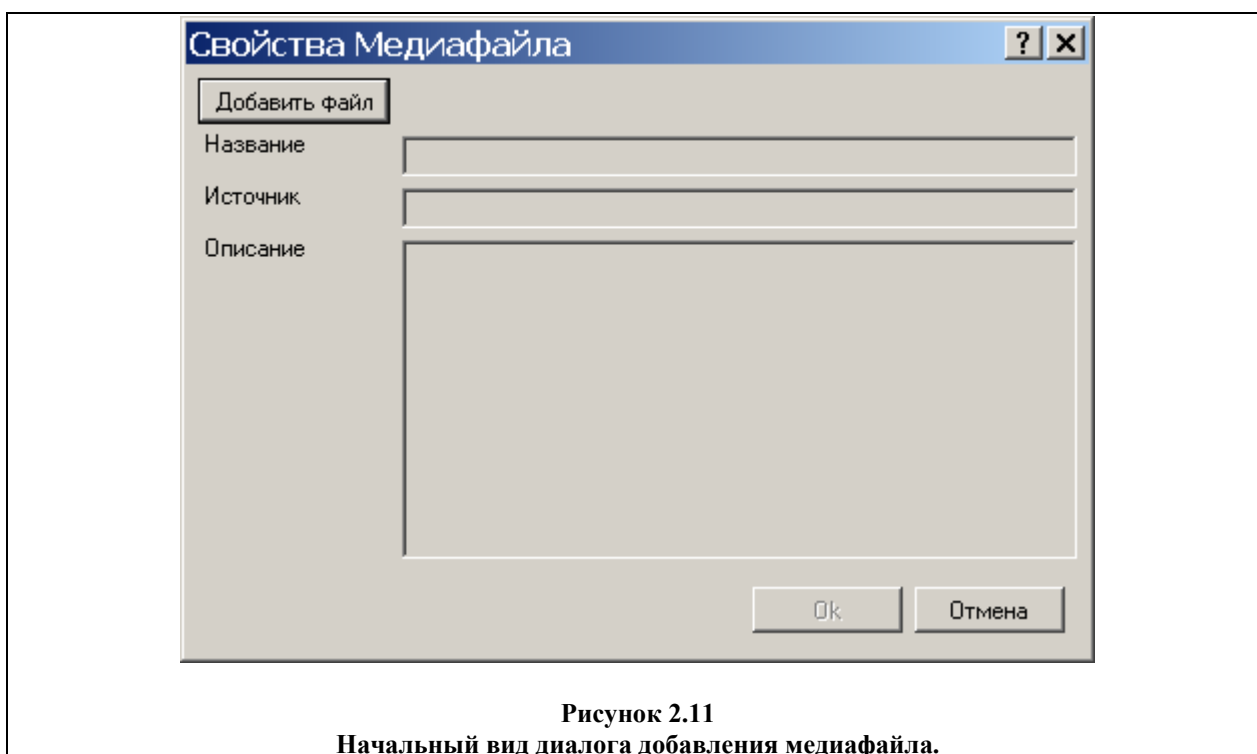 Свойства Медиафайла
Добавить файл
Название
Источник
Описание
Ok Отмена
Рисунок 2.11
Начальный вид диалога добавления медиафайла.